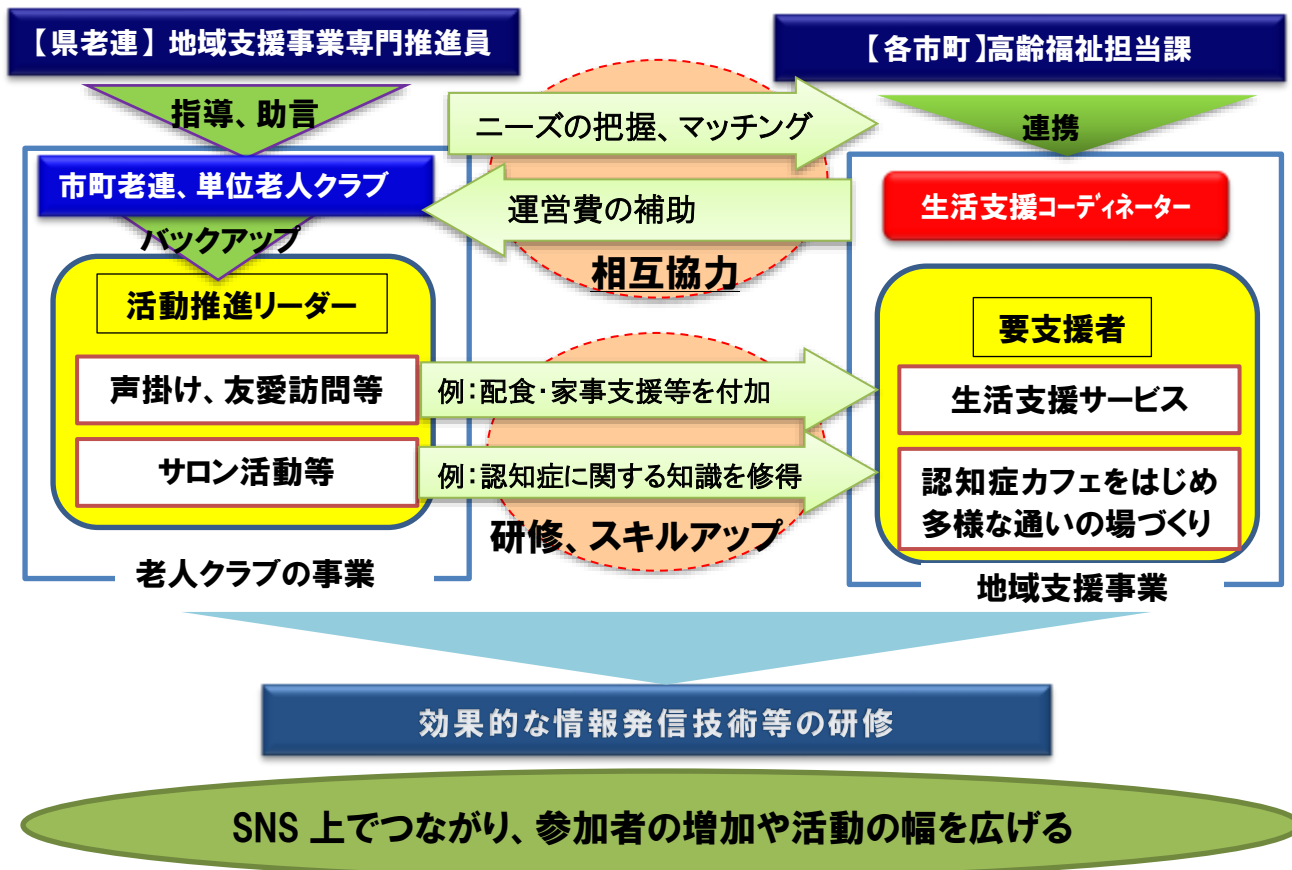 【県老連】地域支援事業専門推進員
【各市町】高齢福祉担当課
指導、助言
ニーズの把握、マッチング
連携
市町老連、単位老人クラブ
運営費の補助
生活支援コーディネーター
バックアップ
相互協力
活動推進リーダー
要支援者
声掛け、友愛訪問等
例:配食・家事支援等を付加
生活支援サービス
サロン活動等
例:認知症に関する知識を修得
認知症カフェをはじめ
多様な通いの場づくり
研修、スキルアップ
老人クラブの事業
地域支援事業
効果的な情報発信技術等の研修
SNS 上でつながり、参加者の増加や活動の幅を広げる